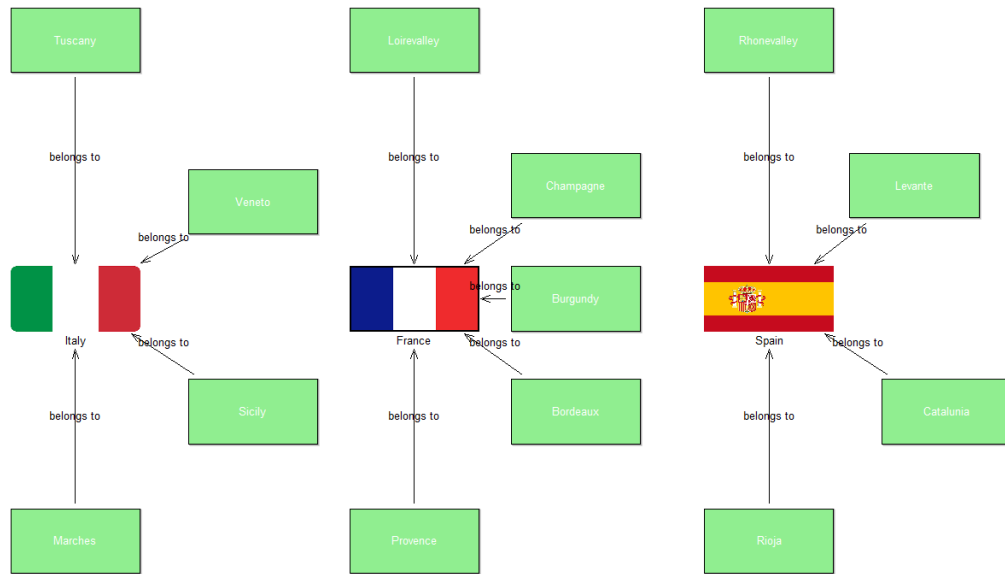 Tuscany
Loirevalley
Rhonevalley
belongs to
belongs to
belongs to
Champagne
Levante
Veneto
belongs to
belongs to
belongs to
belongs to
Burgundy
Italy
France
Spain
belongs to
belongs to
belongs to
Sicily
Bordeaux
Catalunia
belongs to
belongs to
belongs to
Marches
Provence
Rioja